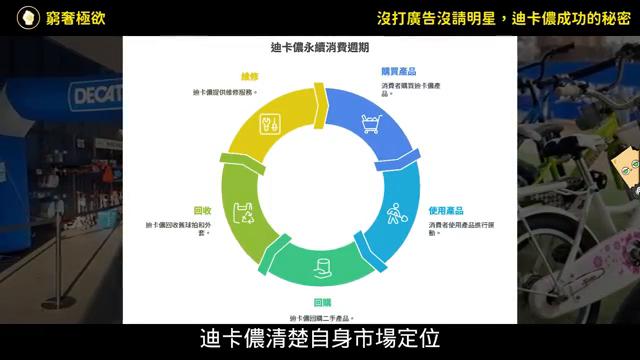 窮奢極欲
沒打廣告沒請明星，迪卡儂成功的秘密
迪卡儂永續消費週期
維修
迪卡儂提供維修服務。
購買產品
消費者購買迪卡儂產
品。
DECAT
回收
迪卡儂回收舊球拍和外
套。
使用產品
消費者使用產品進行運
動。
回購
迪卡儂回購二手產品。
迪卡儂清楚自身市場定位